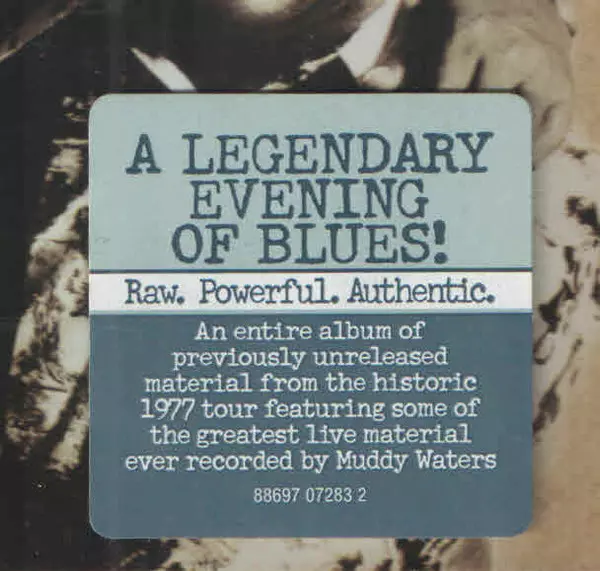 A LEGENDARY
EVENING
OF BLUES!
Raw. Powerful. Authentic.
An entire album of
previously unreleased
material from the historic
1977 tour featuring some of
the greatest live material
ever recorded by Muddy Waters
88697 07283 2